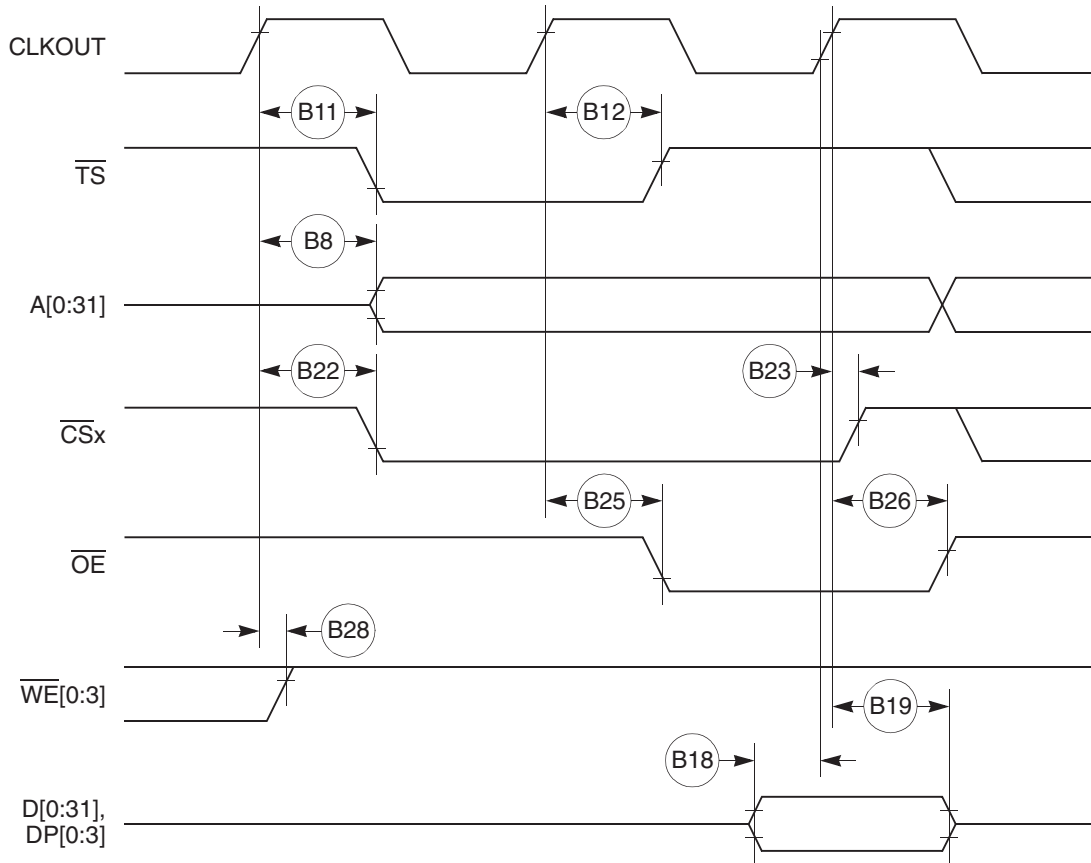 CLKOUT
B11
B12
TS
B8
A[0:31]
B22
B23
CSx
B25
B26
OE
B28
WE[0:3]
B19
B18
D[0:31],
DP[0:3]